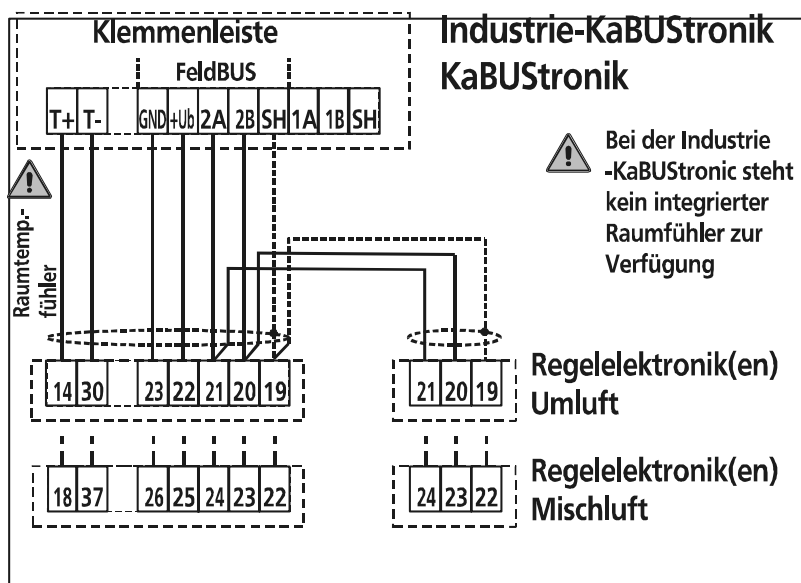 Klemmenleiste
FeldBUS
T+ T- GND +Ub 2A 2B SH 1A 1B SH
Industrie-KaBUStronik
KaBUStronik
Bei der Industrie
-KaBUStronic steht
kein integrierter
Raumfühler zur
Verfügung
Raumtemp.-
fühler
14 30 23 22 21 20 19
21 20 19
Regelelektronik(en)
Umluft
18 37 26 25 24 23 22
24 23 22
Regelelektronik(en)
Mischluft